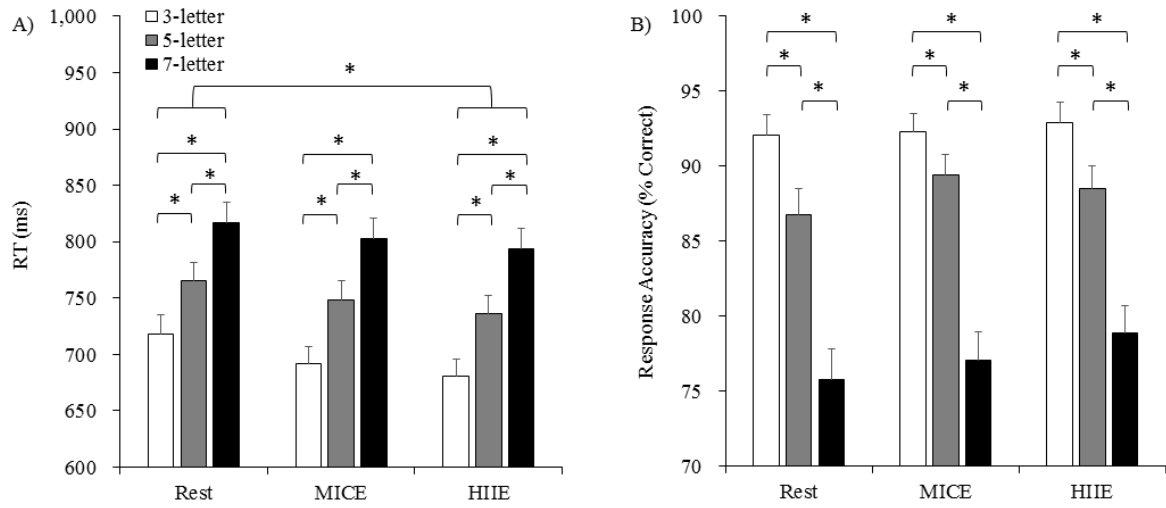 A)
RT (ms)
1,000
950
900
850
800
750
700
650
600
3-letter
5-letter
7-letter
*
* * *
* * *
* * *
Rest MICE HIIE
B)
Response Accuracy (% Correct)
100
95
90
85
80
75
70
* * *
* * *
* * *
Rest MICE HIIE